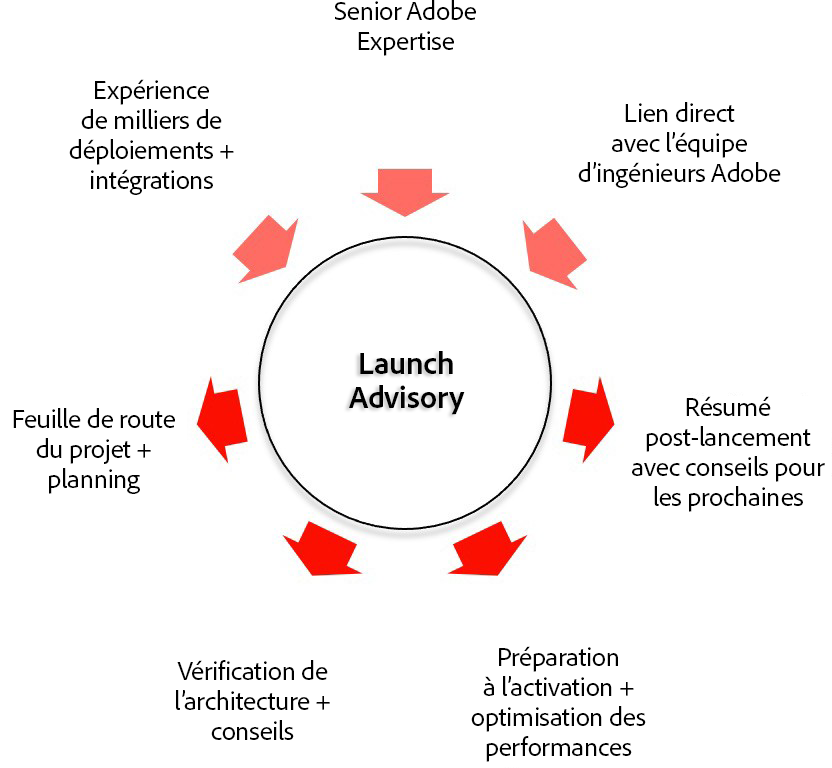 Senior Adobe
Expertise
Expérience
de milliers de
déploiements +
intégrations
Lien direct
avec l'équipe
d'ingénieurs Adobe
Launch
Advisory
Feuille de route
du projet +
planning
Résumé
post-lancement
avec conseils pour
les prochaines
Vérification de
l'architecture +
conseils
Préparation
à l'activation +
optimisation des
performances